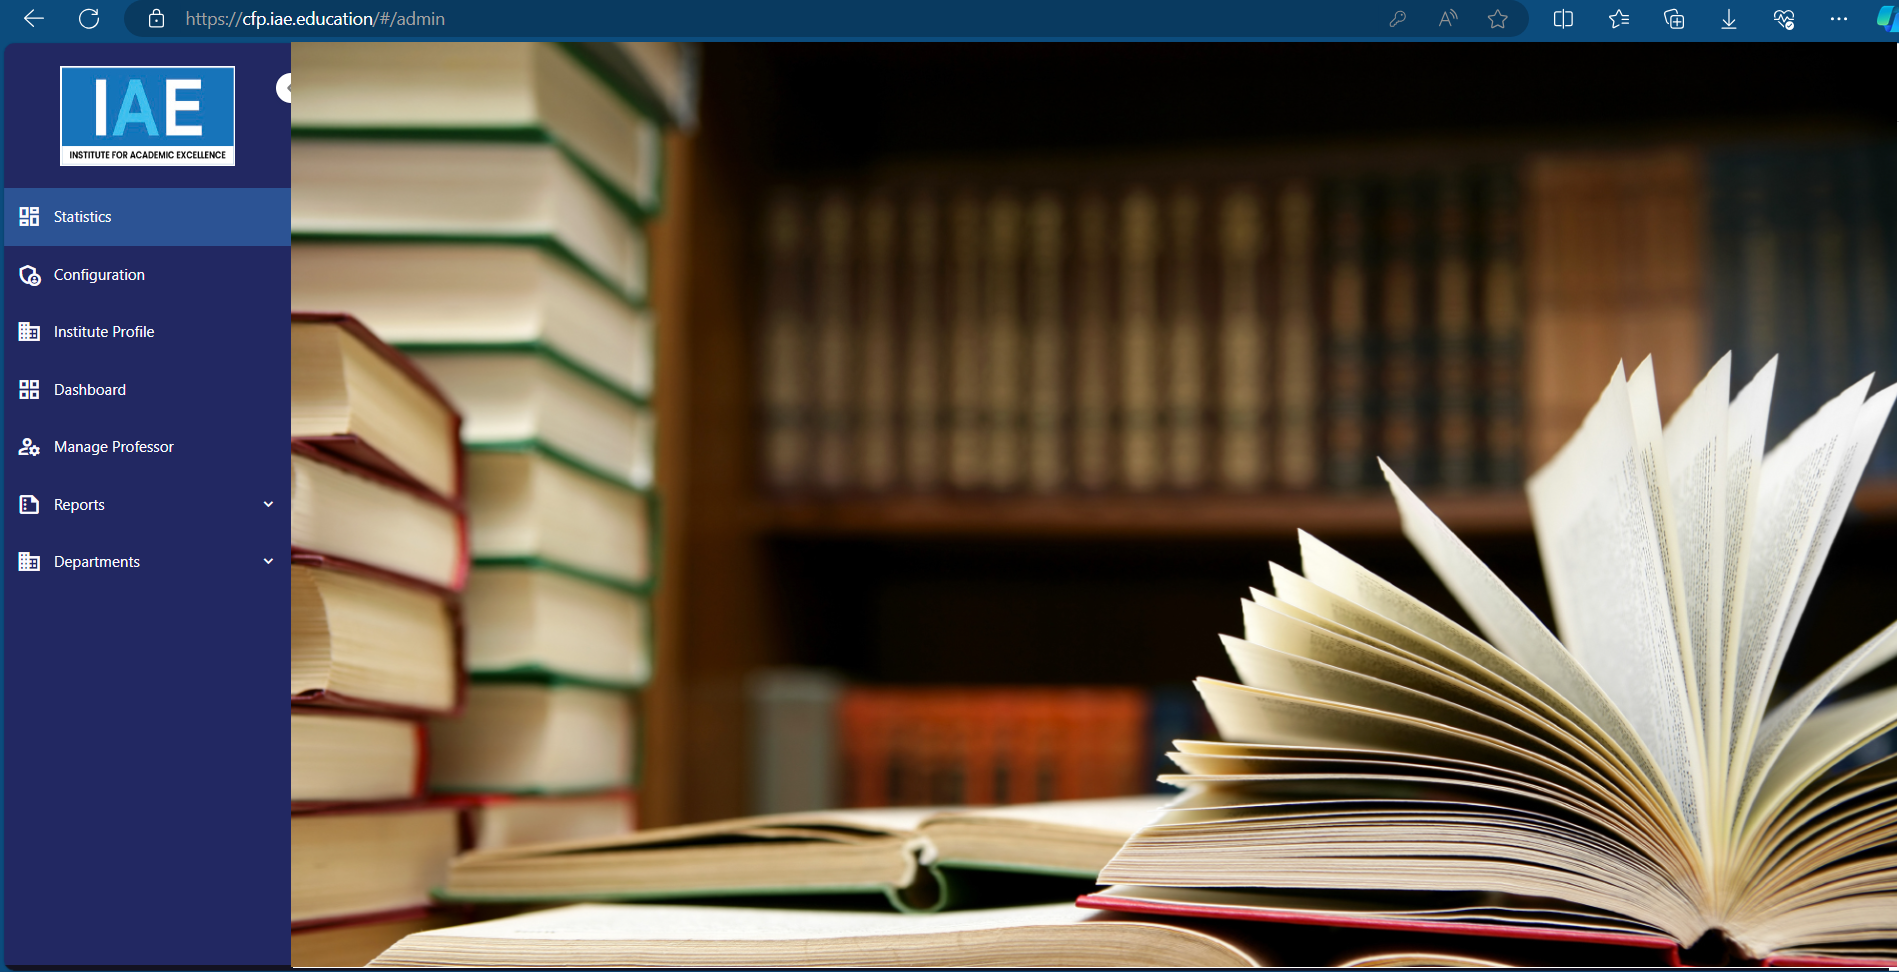 https://cfp.iae.education/#/admin
IAE
INSTITUTE FOR ACADEMIC EXCELLENCE
Statistics
Configuration
Institute Profile
Dashboard
Manage Professor
Reports
Departments